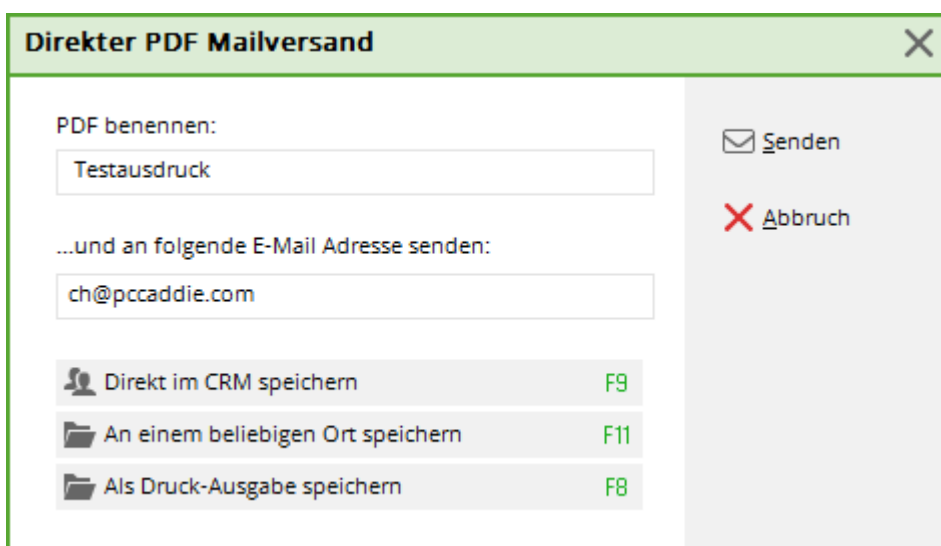 Direkter PDF Mailversand
PDF benennen:
Testausdruck
...und an folgende E-Mail Adresse senden:
ch@pccaddie.com
Direkt im CRM speichern F9
An einem beliebigen Ort speichern F11
Als Druck-Ausgabe speichern F8
Senden
Abbruch